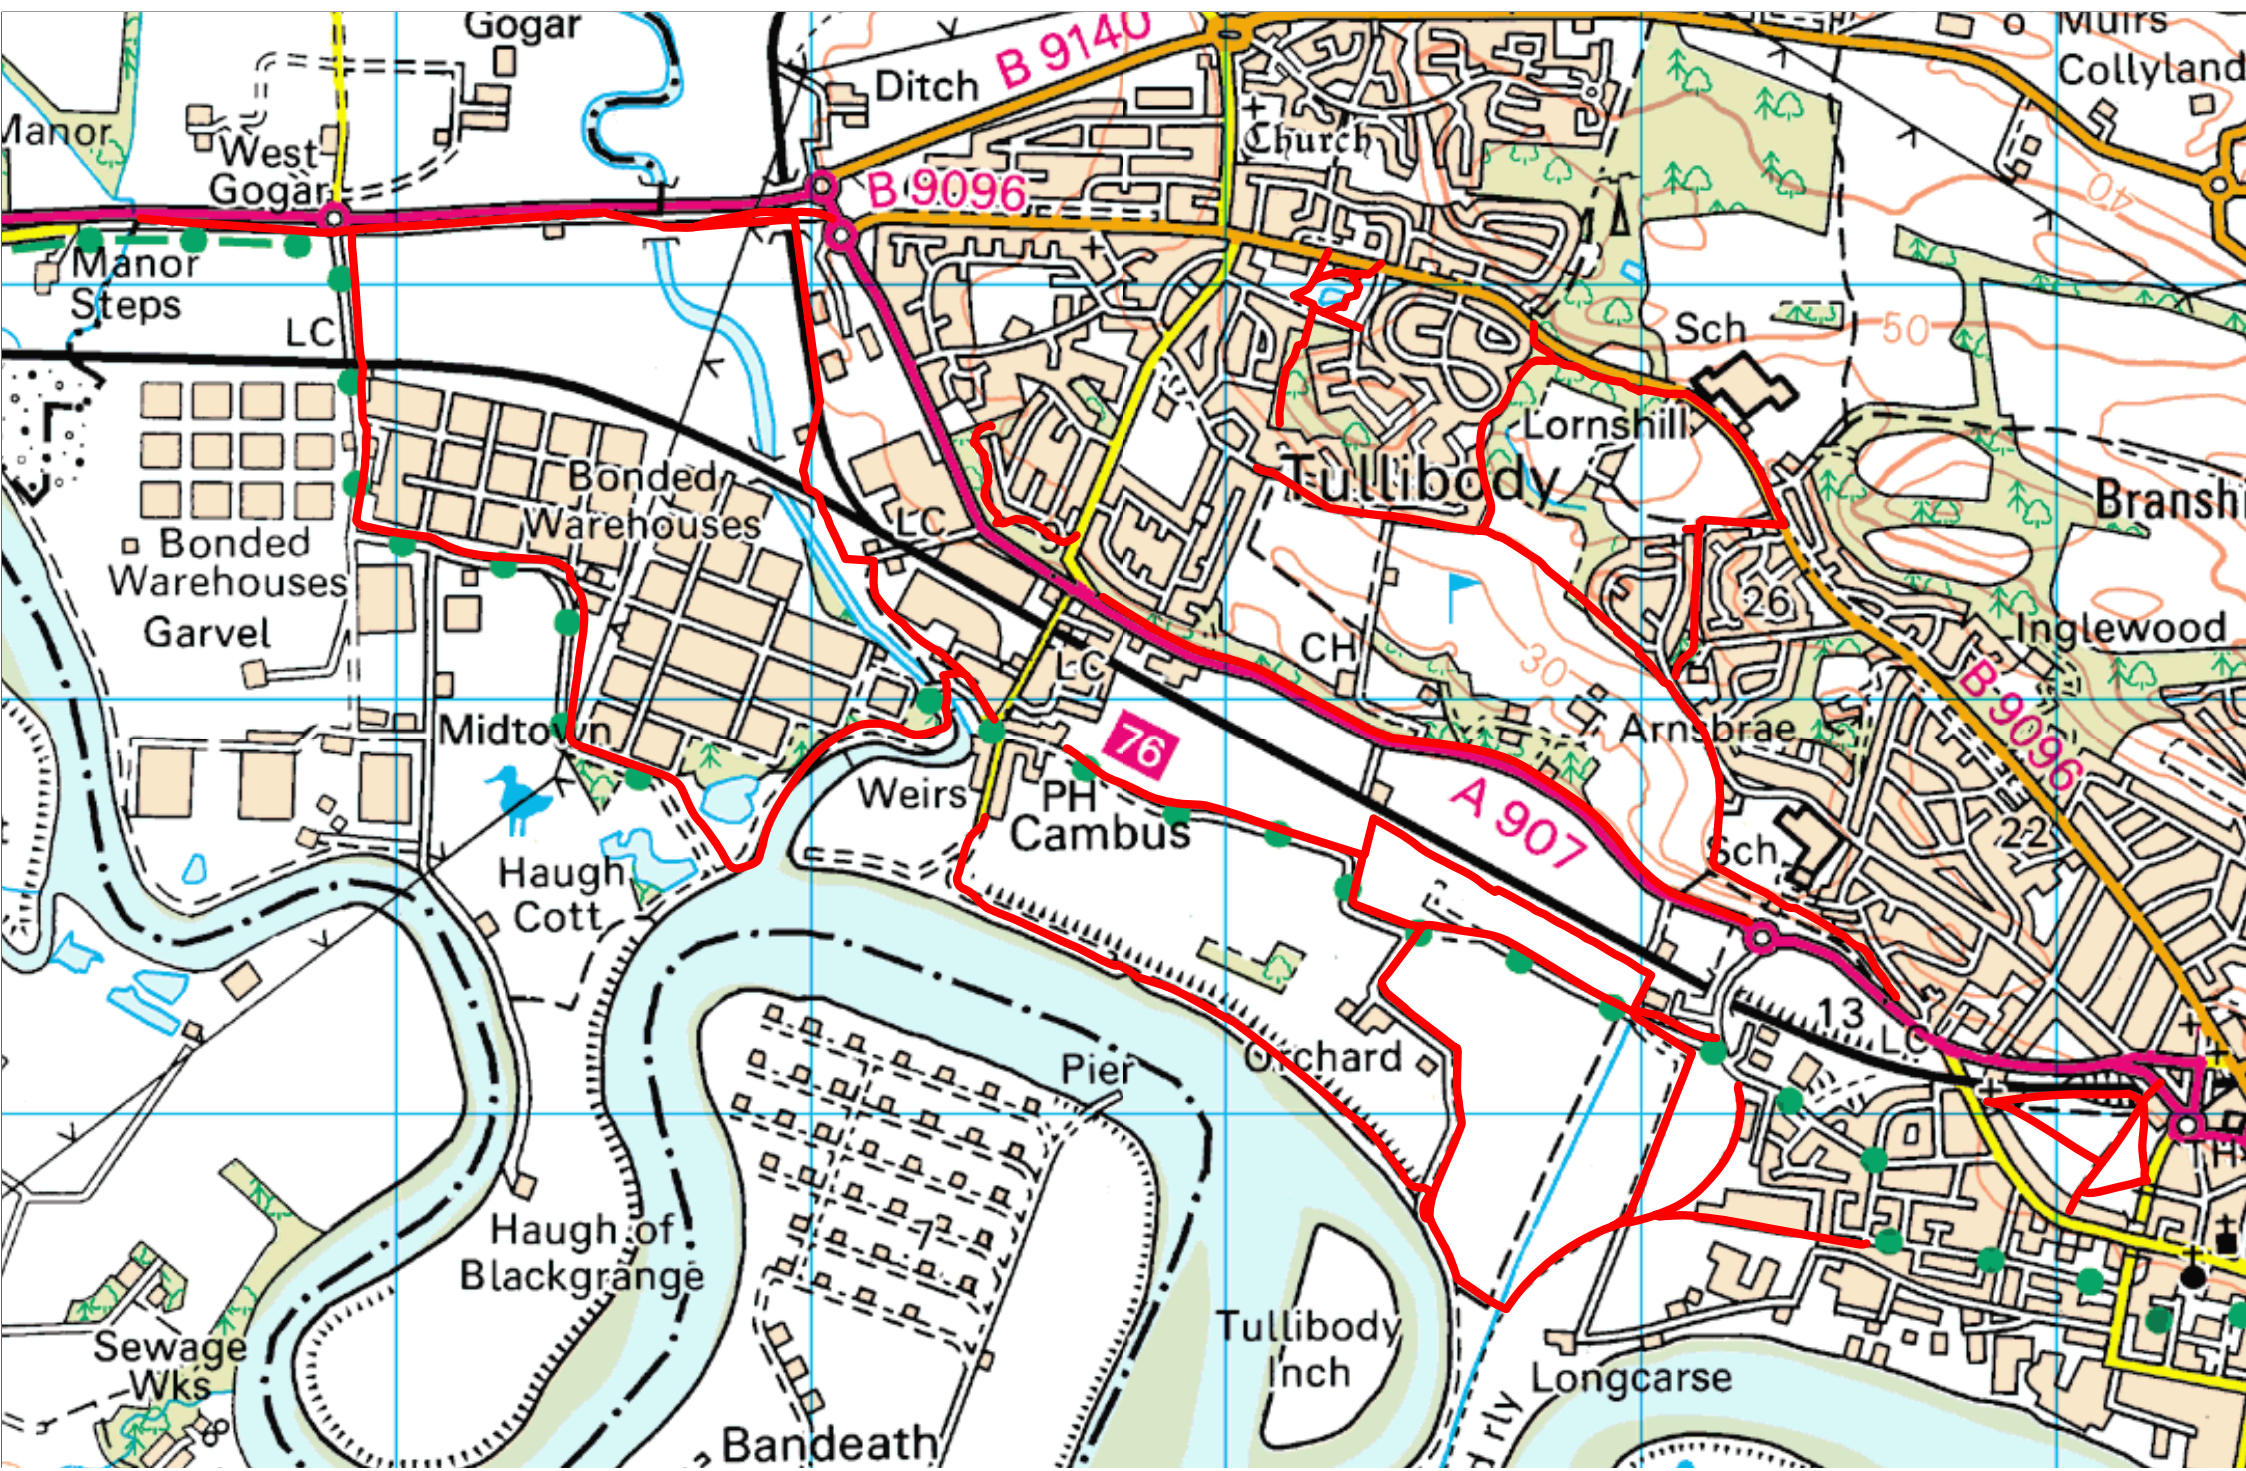 Gogar
Muirs
Collyland
B 9140
Ditch
Manor
West
Gogar
Church
B 9096
40
Manor
Steps
LC
Sch
50
Lornshill
Tullibody
Bonded
Warehouses
LC
9
Branshi
Bonded
Warehouses
Garvel
26
Inglewood
CH
30
LC
Arnsbrae
B 9096
Midtown
76
Weirs
PH
Cambus
A 907
22
Sch
Haugh
Cott
13
LC
Pier
Orchard
H
Haugh of
Blackgrange
7
Tullibody
Inch
Longcarse
Sewage
Wks
d rly
Bandeath